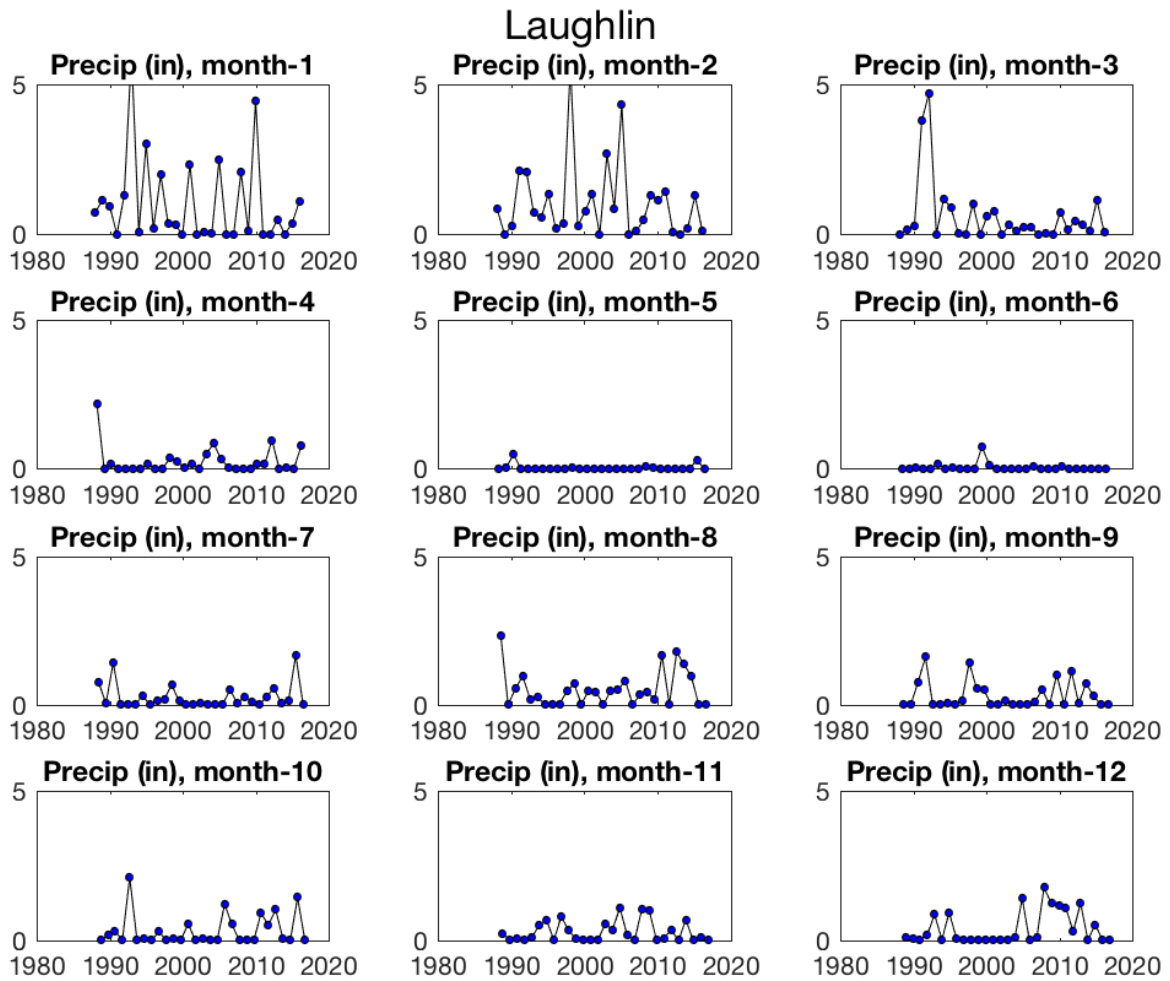 Laughlin
Precip (in), month-1 Precip (in), month-2 Precip (in), month-3
5 5 5
0 0 0
1980 1990 2000 2010 2020 1980 1990 2000 2010 2020 1980 1990 2000 2010 2020
Precip (in), month-4 Precip (in), month-5 Precip (in), month-6
5 5 5
0 0 0
1980 1990 2000 2010 2020 1980 1990 2000 2010 2020 1980 1990 2000 2010 2020
Precip (in), month-7 Precip (in), month-8 Precip (in), month-9
5 5 5
0 0 0
1980 1990 2000 2010 2020 1980 1990 2000 2010 2020 1980 1990 2000 2010 2020
Precip (in), month-10 Precip (in), month-11 Precip (in), month-12
5 5 5
0 0 0
1980 1990 2000 2010 2020 1980 1990 2000 2010 2020 1980 1990 2000 2010 2020